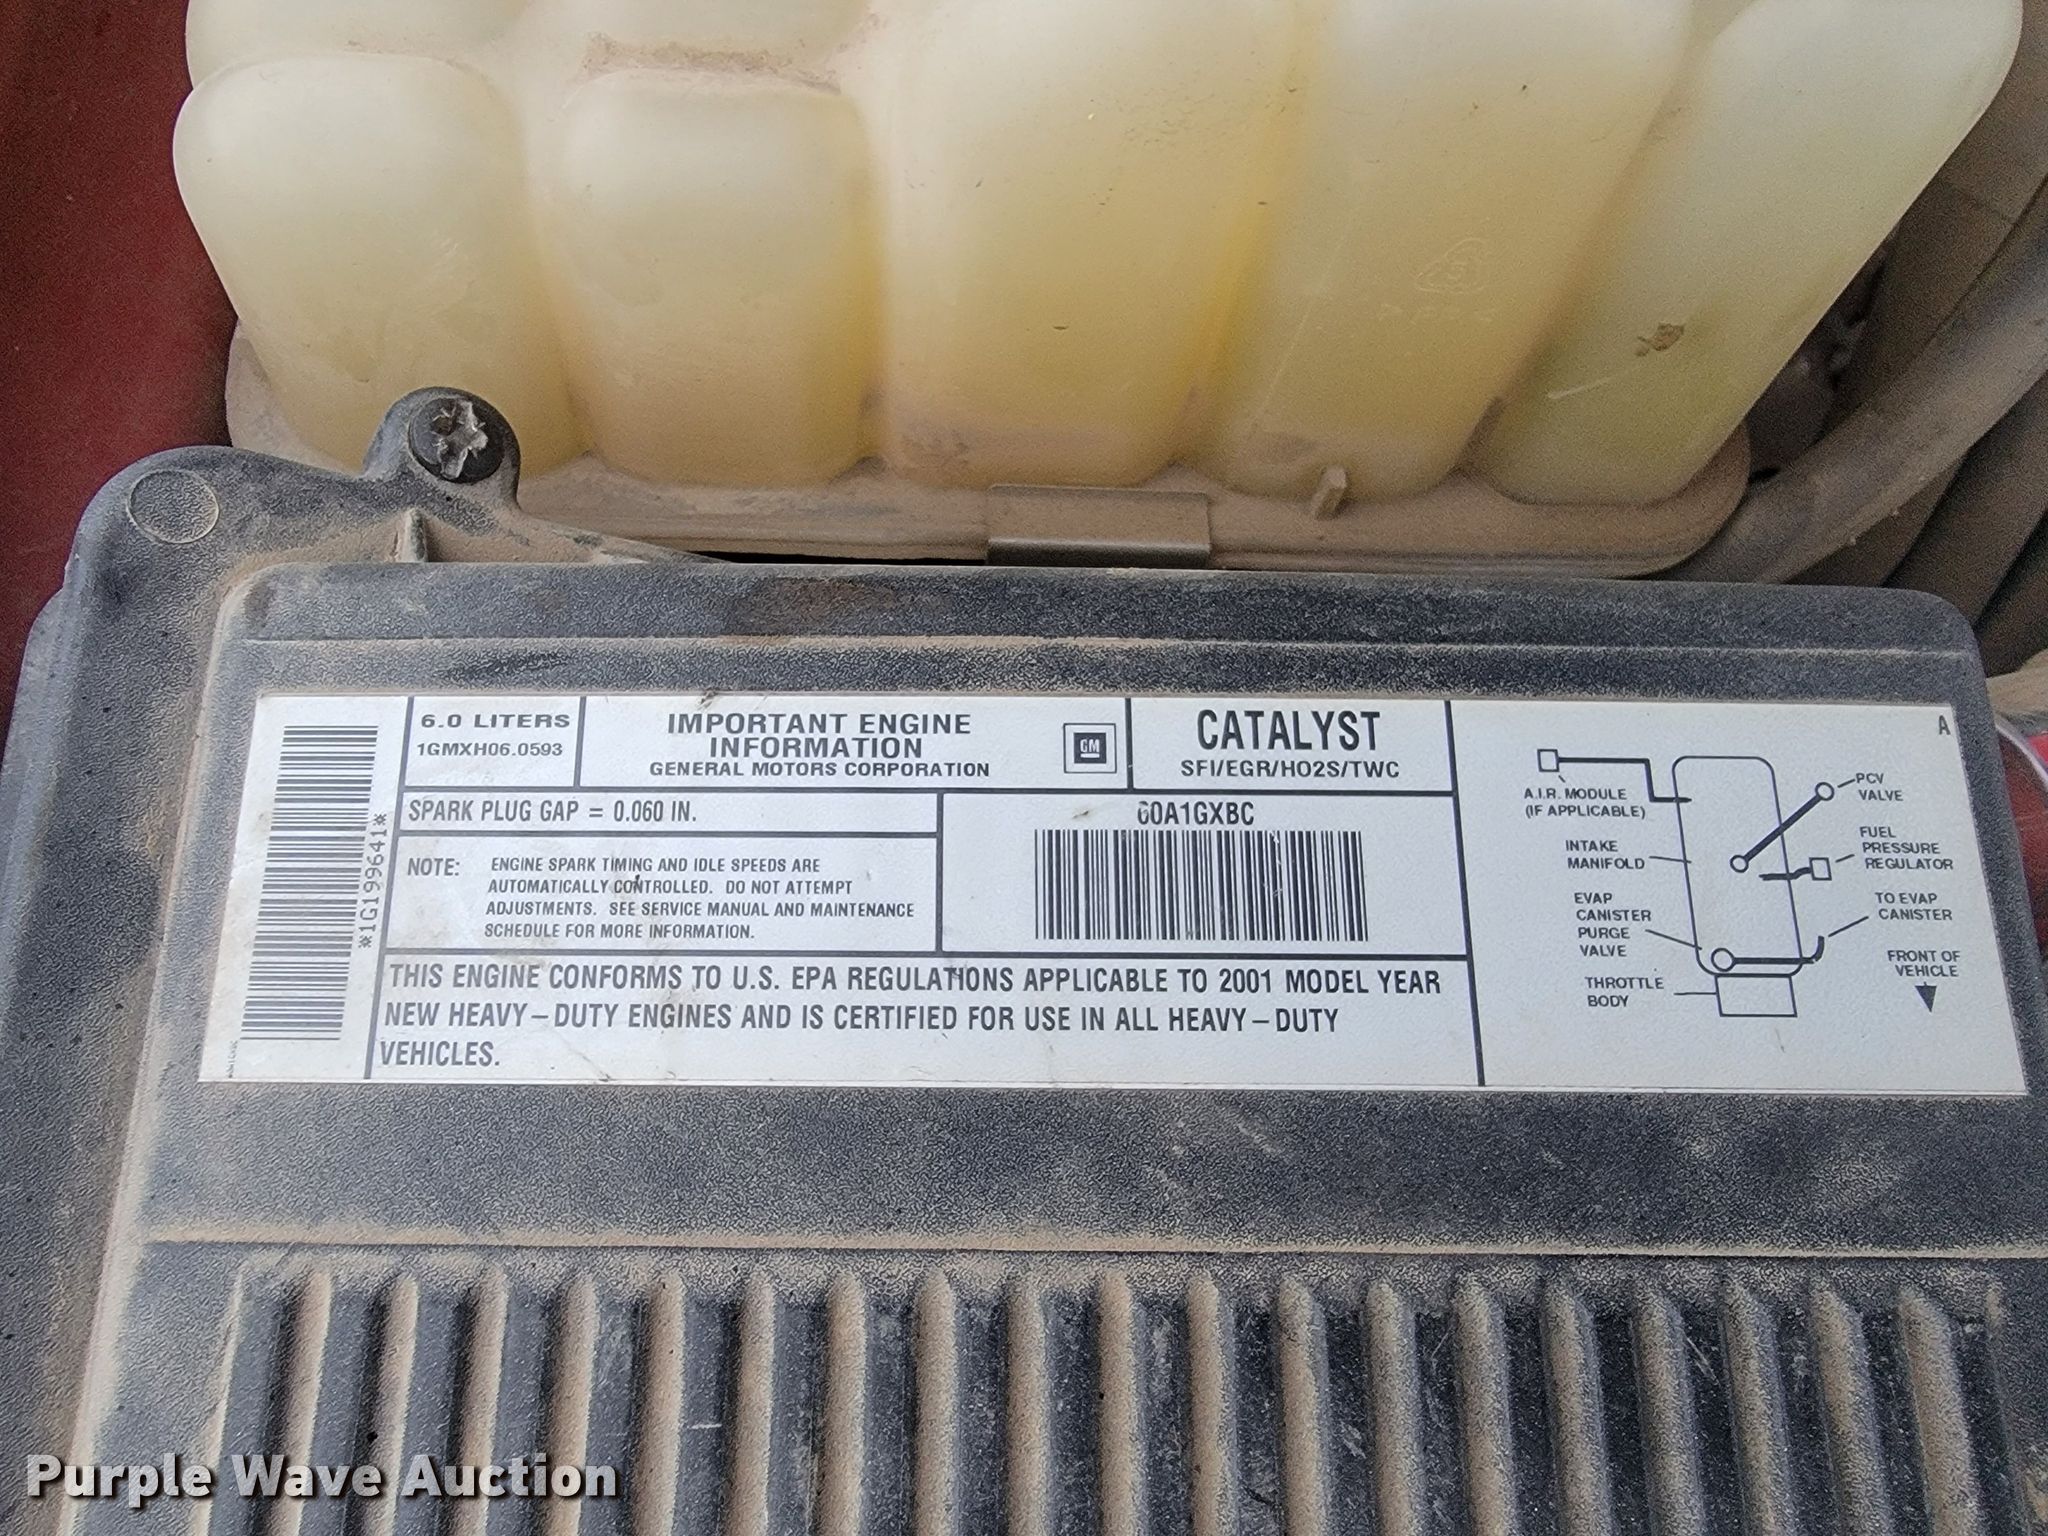 6.0 LITERS
1GMXH06.0593
IMPORTANT ENGINE
INFORMATION
GENERAL MOTORS CORPORATION
GM
CATALYST
SFI/EGR/HO2S/TWC
*1G199641*
SPARK PLUG GAP = 0.060 IN.
NOTE: ENGINE SPARK TIMING AND IDLE SPEEDS ARE
AUTOMATICALLY CONTROLLED. DO NOT ATTEMPT
ADJUSTMENTS. SEE SERVICE MANUAL AND MAINTENANCE
SCHEDULE FOR MORE INFORMATION.
60A1GXBC
THIS ENGINE CONFORMS TO U.S. EPA REGULATIONS APPLICABLE TO 2001 MODEL YEAR
NEW HEAVY-DUTY ENGINES AND IS CERTIFIED FOR USE IN ALL HEAVY-DUTY
VEHICLES.
A
A.I.R. MODULE
(IF APPLICABLE)
INTAKE
MANIFOLD
EVAP
CANISTER
PURGE
VALVE
THROTTLE
BODY
PCV
VALVE
FUEL
PRESSURE
REGULATOR
TO EVAP
CANISTER
FRONT OF
VEHICLE
Purple Wave Auction